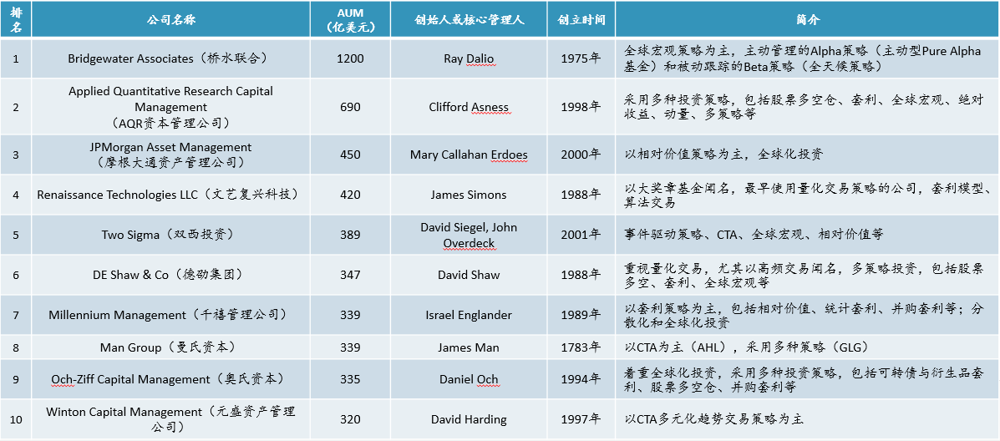 排名 公司名称 AUM（亿美元） 创始人或核心管理人 创立时间 简介
1 Bridgewater Associates（桥水联合） 1200 Ray Dalio 1975年 全球宏观策略为主，主动管理的Alpha策略（主动型Pure Alpha
基金）和被动跟踪的Beta策略（全天候策略）
2 Applied Quantitative Research Capital
Management
（AQR资本管理公司） 690 Clifford Asness 1998年 采用多种投资策略，包括股票多空仓、套利、全球宏观、绝对
收益、动量、多策略等
3 JPMorgan Asset Management
（摩根大通资产管理公司） 450 Mary Callahan Erdoes 2000年 以相对价值策略为主，全球化投资
4 Renaissance Technologies LLC（文艺复兴科技） 420 James Simons 1988年 以大奖章基金闻名，最早使用量化交易策略的公司，套利模型、
算法交易
5 Two Sigma（双西投资） 389 David Siegel, John
Overdeck 2001年 事件驱动策略、CTA、全球宏观、相对价值等
6 DE Shaw & Co（德劭集团） 347 David Shaw 1988年 重视量化交易，尤其以高频交易闻名，多策略投资，包括股票
多空、套利、全球宏观等
7 Millennium Management（千禧管理公司） 339 Israel Englander 1989年 以套利策略为主，包括相对价值、统计套利、并购套利等；分
散化和全球化投资
8 Man Group（曼氏资本） 339 James Man 1783年 以CTA为主（AHL），采用多种策略（GLG）
9 Och-Ziff Capital Management（奥氏资本） 335 Daniel Och 1994年 着重全球化投资，采用多种投资策略，包括可转债与衍生品套
利、股票多空仓、并购套利等
10 Winton Capital Management（元盛资产管理
公司） 320 David Harding 1997年 以CTA多元化趋势交易策略为主